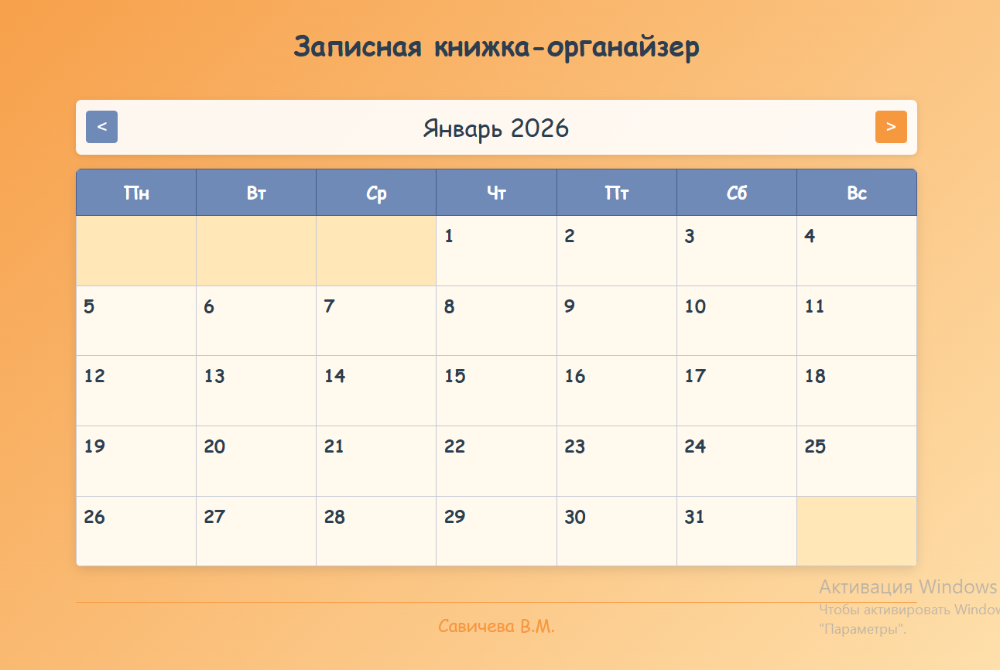 Записная книжка-органайзер
< Январь 2026 >
Пн Вт Ср Чт Пт Сб Вс
1 2 3 4
5 6 7 8 9 10 11
12 13 14 15 16 17 18
19 20 21 22 23 24 25
26 27 28 29 30 31
Активация Windows
Чтобы активировать Window
"Параметры".
Савичева В.М.